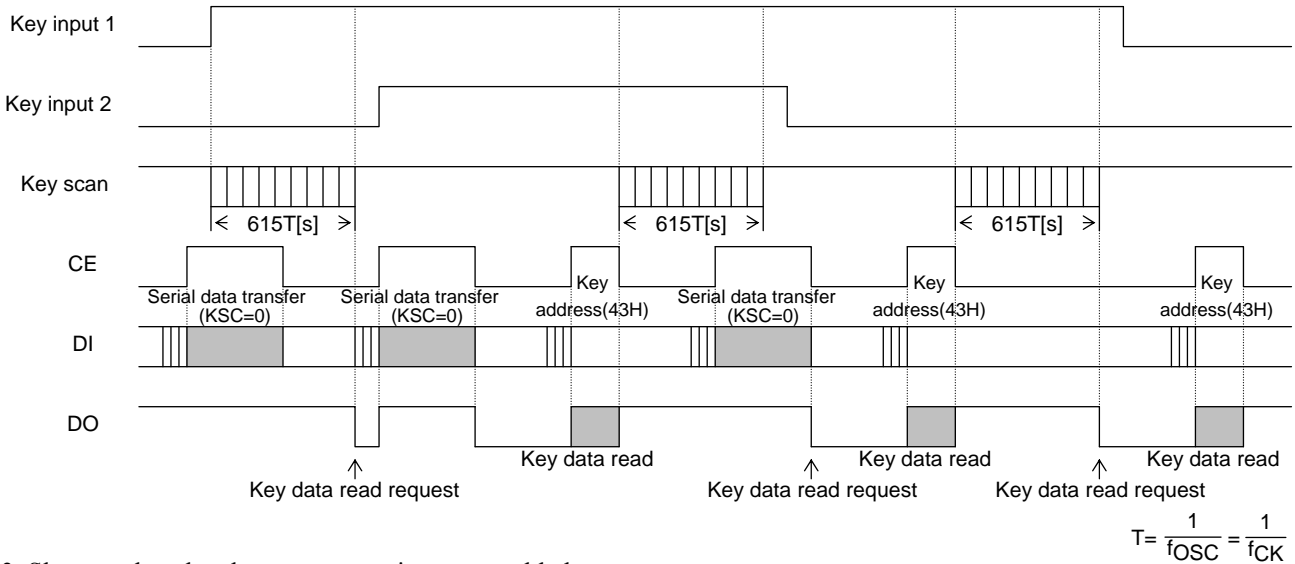 Key input 1
Key input 2
Key scan
615T[s] 615T[s] 615T[s]
CE
Key Key Key
Serial data transfer Serial data transfer Serial data transfer
(KSC=0) (KSC=0) (KSC=0)
address(43H) address(43H) address(43H)
DI
DO
Key data read Key data read Key data read
Key data read request Key data read request Key data read request
T= 1/fOSC = 1/fCK